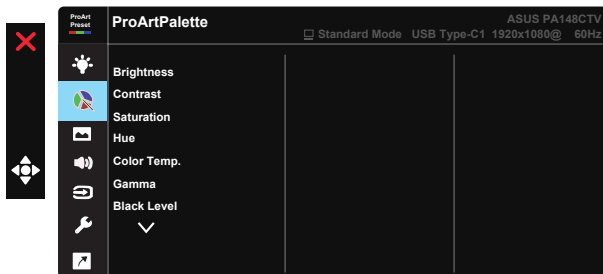 ProArt
Preset
ProArtPalette
ASUS PA148CTV
Standard Mode USB Type-C1 1920x1080@ 60Hz
Brightness
Contrast
Saturation
Hue
Color Temp.
Gamma
Black Level